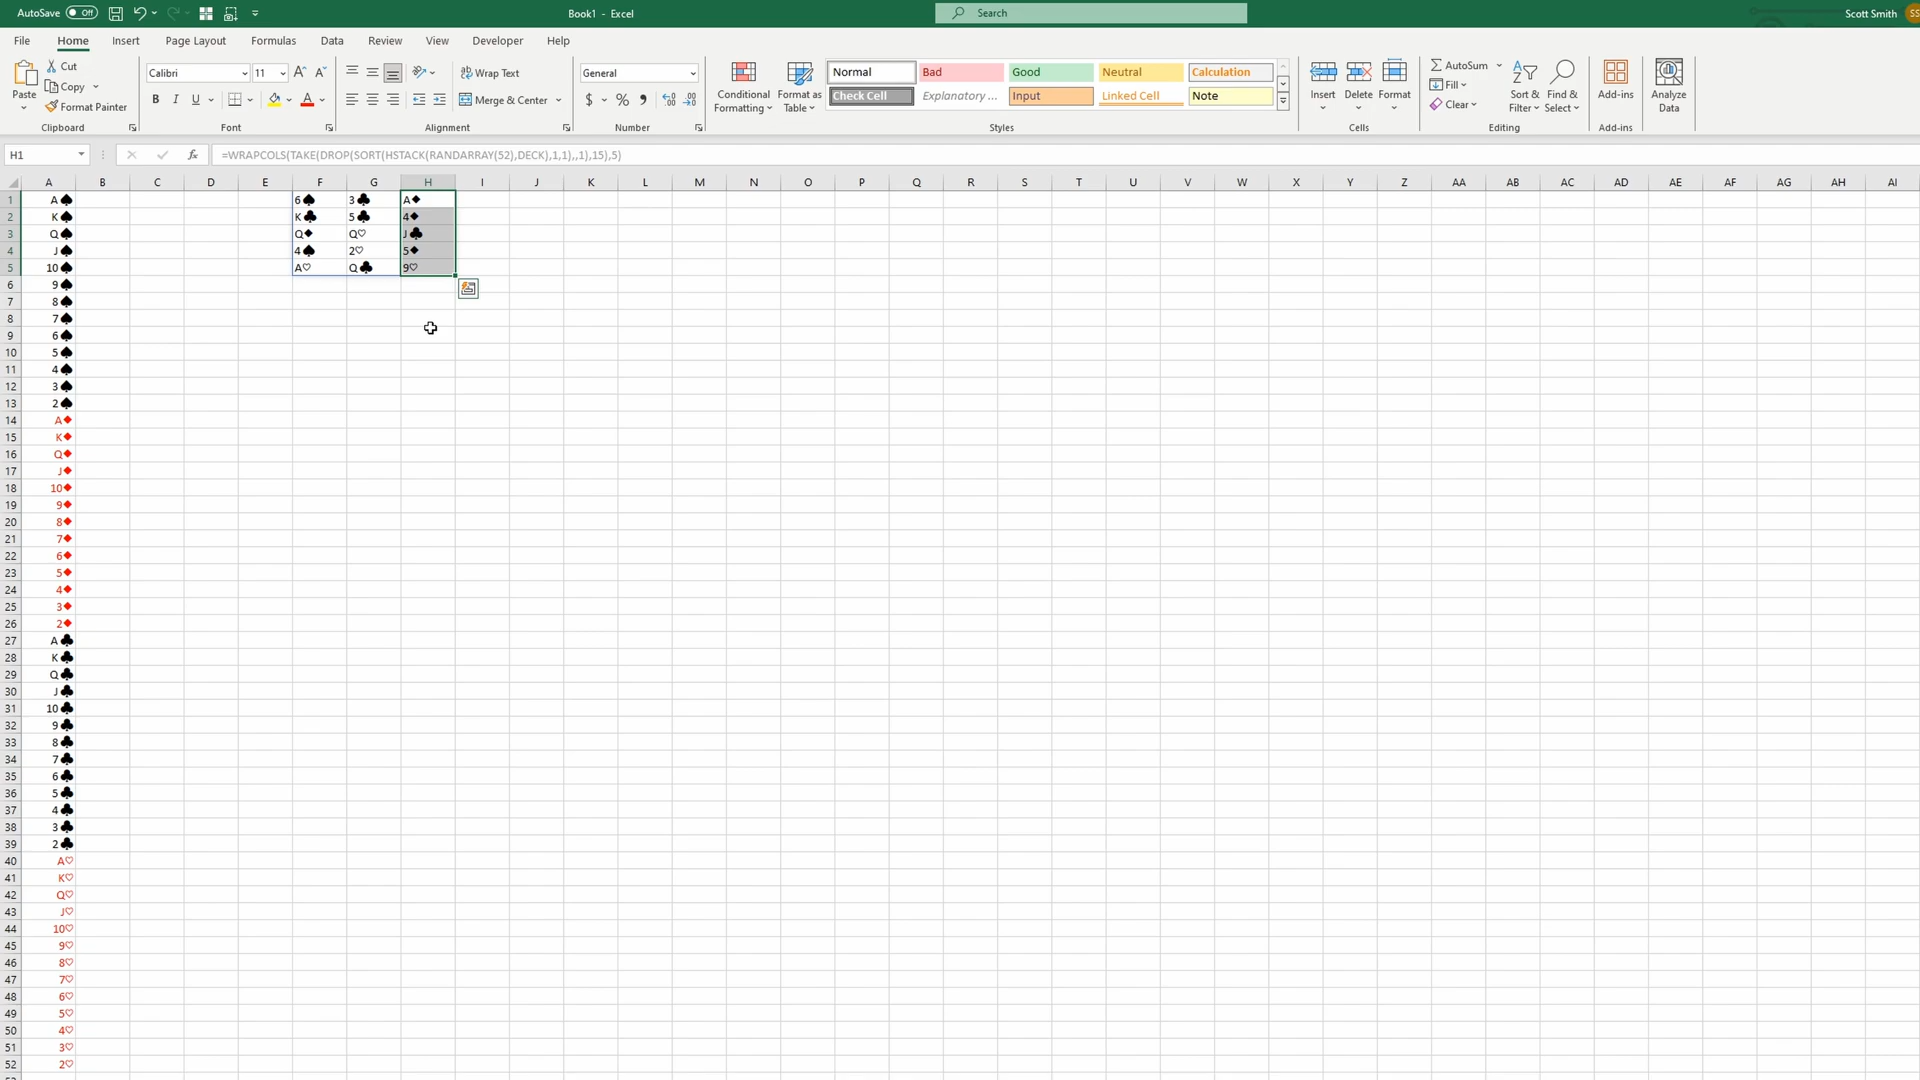 AutoSave Off Book1 - Excel Search Scott Smith SS
File Home Insert Page Layout Formulas Data Review View Developer Help
Paste Cut Copy Format Painter Clipboard
Calibri 11 A A B I U A Font
Wrap Text Merge & Center Alignment
General $ % Number
Conditional Formatting Format as Table Normal Bad Good Neutral Calculation
Check Cell Explanatory ... Input Linked Cell Note Styles
Insert Delete Format Cells
AutoSum Fill Clear Sort & Filter Find & Select Editing
Add-ins Add-ins
Analyze Data
H1 fx =WRAPCOLS(TAKE(DROP(SORT(HSTACK(RANDARRAY(52),DECK),1,1),,1),15),5)
A B C D E F G H I J K L M N O P Q R S T U V W X Y Z AA AB AC AD AE AF AG AH AI
1 A♠ 6♠ 3♣ A♦
2 K♠ K♣ 5♣ 4♦
3 Q♠ Q♦ Q♡ J♣
4 J♠ 4♠ 2♡ 5♦
5 10♠ A♡ Q♣ 9♡
6 9♠
7 8♠
8 7♠
9 6♠
10 5♠
11 4♠
12 3♠
13 2♠
14 A♦
15 K♦
16 Q♦
17 J♦
18 10♦
19 9♦
20 8♦
21 7♦
22 6♦
23 5♦
24 4♦
25 3♦
26 2♦
27 A♣
28 K♣
29 Q♣
30 J♣
31 10♣
32 9♣
33 8♣
34 7♣
35 6♣
36 5♣
37 4♣
38 3♣
39 2♣
40 A♡
41 K♡
42 Q♡
43 J♡
44 10♡
45 9♡
46 8♡
47 7♡
48 6♡
49 5♡
50 4♡
51 3♡
52 2♡